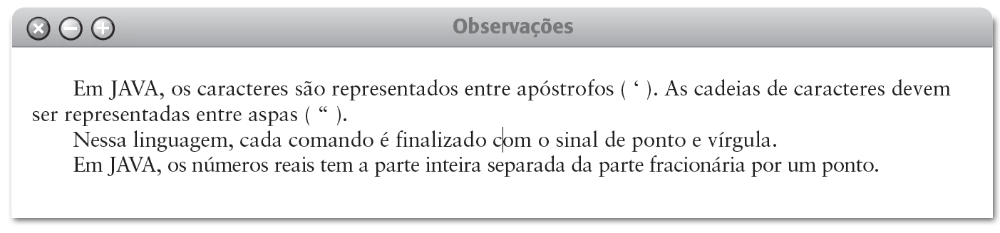 Observações
Em JAVA, os caracteres são representados entre apóstrofos ( ‘ ). As cadeias de caracteres devem
ser representadas entre aspas ( “ ).
Nessa linguagem, cada comando é finalizado com o sinal de ponto e vírgula.
Em JAVA, os números reais tem a parte inteira separada da parte fracionária por um ponto.